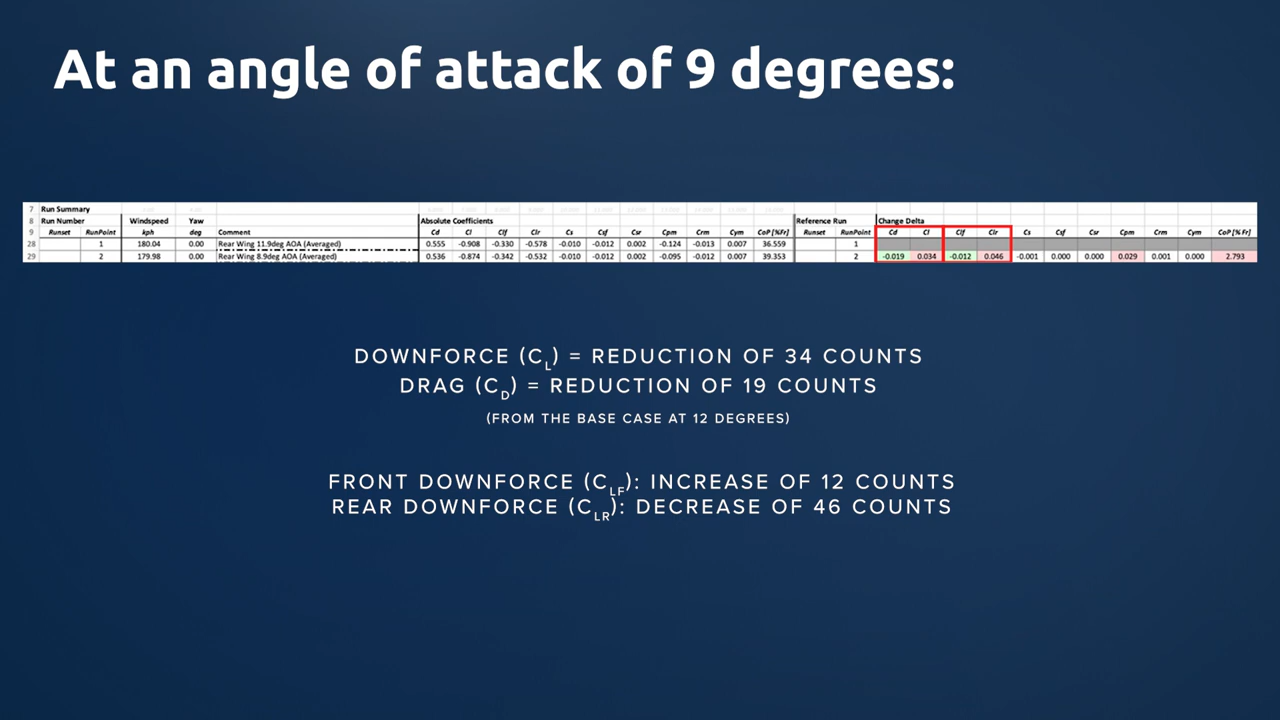 At an angle of attack of 9 degrees:
7 Run Summary
8 Run Number Windspeed Yaw Absolute Coefficients Reference Run Change Delta
9 Runset RunPoint kph deg Comment Cd Cl Clf Clr Cs Csf Csr Cpm Crm Cym CoP [%Fr] Runset RunPoint Cd Cl Clf Clr Cs Csf Csr Cpm Crm Cym CoP [% Fr]
28 1 180.04 0.00 Rear Wing 11.9deg AOA (Averaged) 0.555 -0.908 -0.330 -0.578 -0.010 -0.012 0.002 -0.124 -0.013 0.007 36.559 1
29 2 179.98 0.00 Rear Wing 8.9deg AOA (Averaged) 0.536 -0.874 -0.342 -0.532 -0.010 -0.012 0.002 -0.095 -0.012 0.007 39.353 2 -0.019 0.034 -0.012 0.046 -0.001 0.000 0.000 0.029 0.001 0.000 2.793
DOWNFORCE (CL) = REDUCTION OF 34 COUNTS
DRAG (CD) = REDUCTION OF 19 COUNTS
(FROM THE BASE CASE AT 12 DEGREES)
FRONT DOWNFORCE (CLF): INCREASE OF 12 COUNTS
REAR DOWNFORCE (CLR): DECREASE OF 46 COUNTS